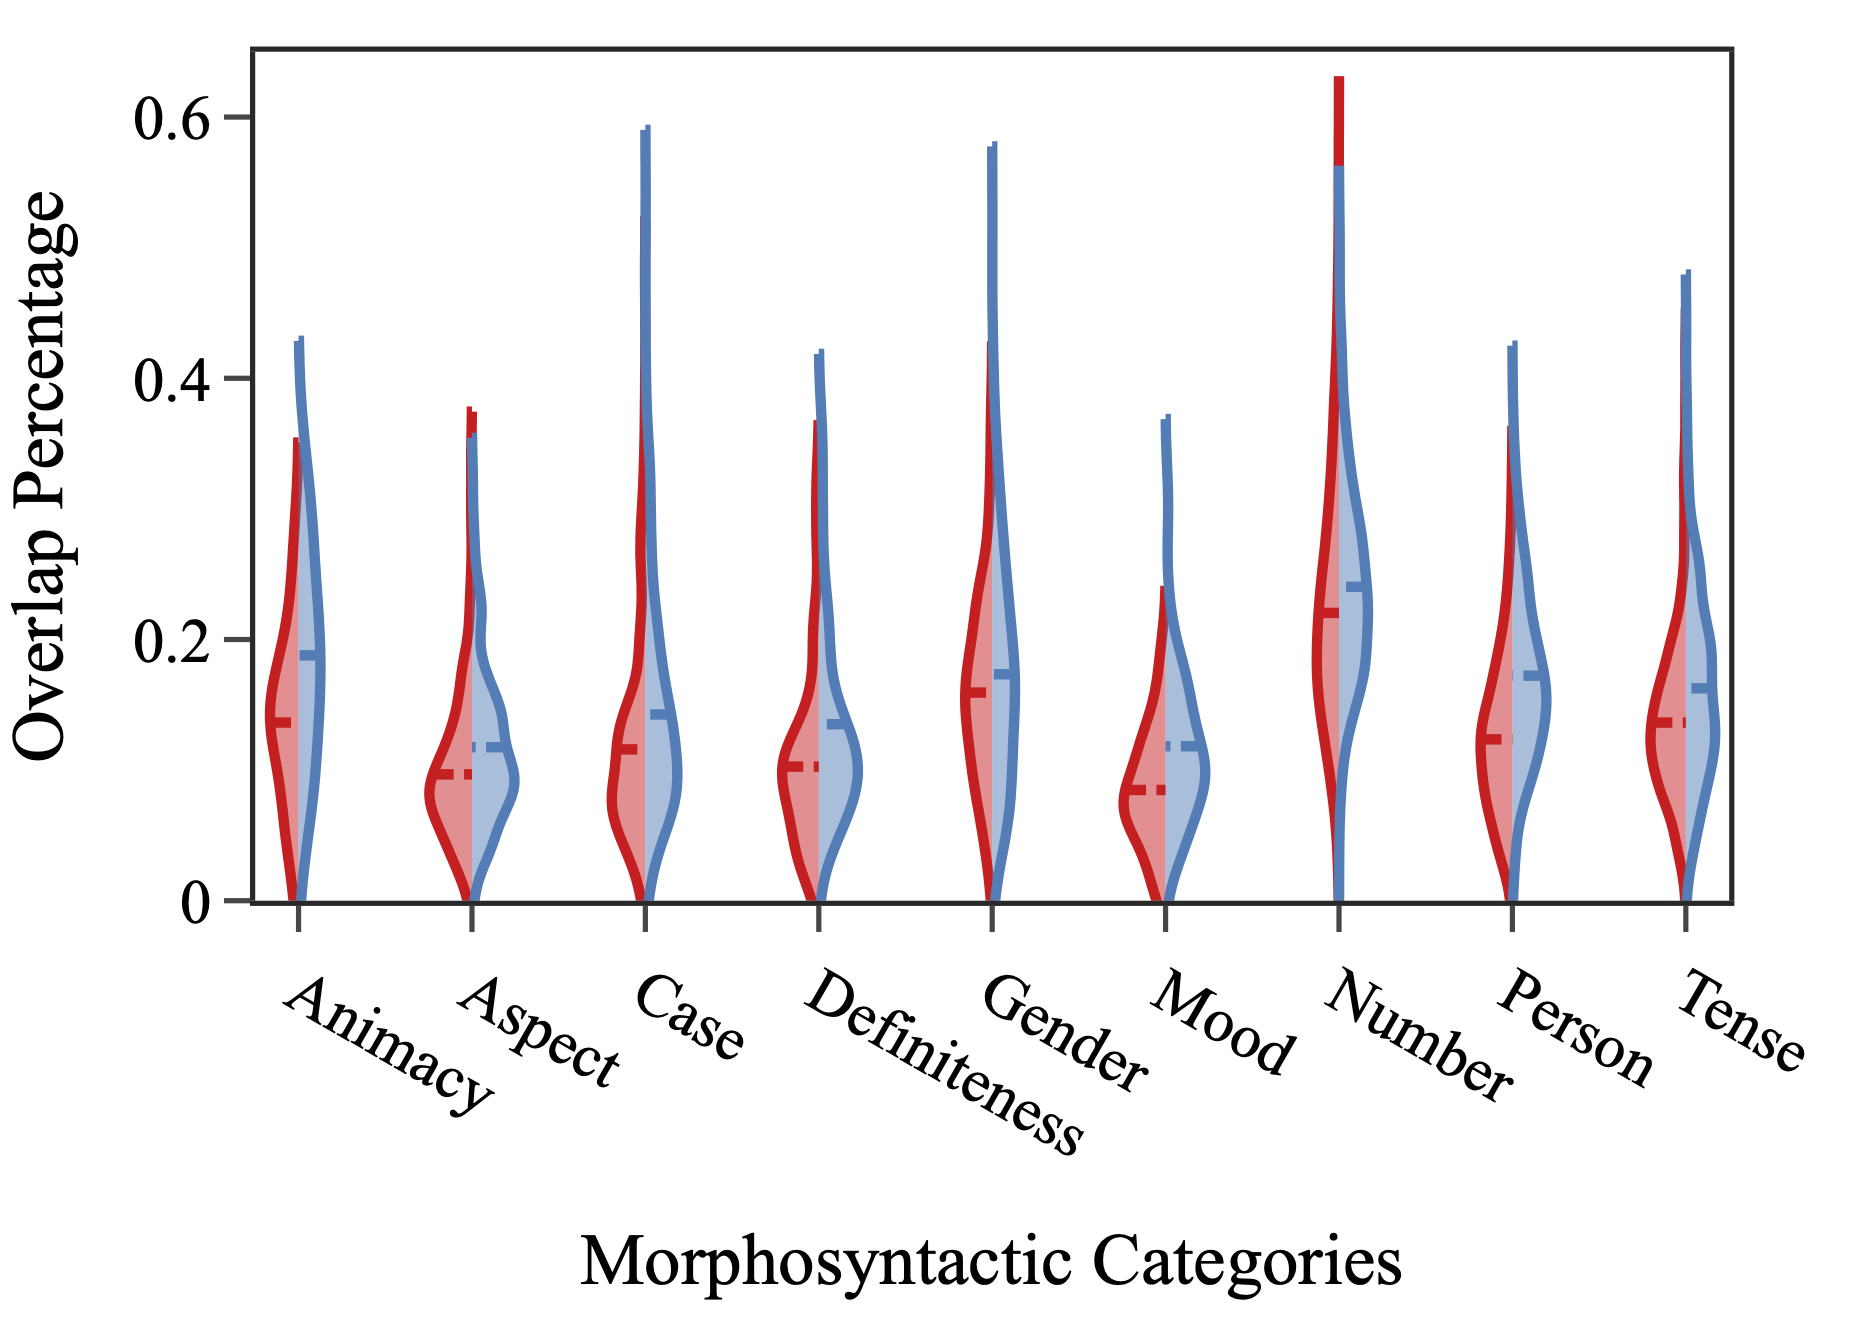 Overlap Percentage
0.6
0.4
0.2
0
Animacy
Aspect
Case
Definiteness
Gender
Mood
Number
Person
Tense
Morphosyntactic Categories